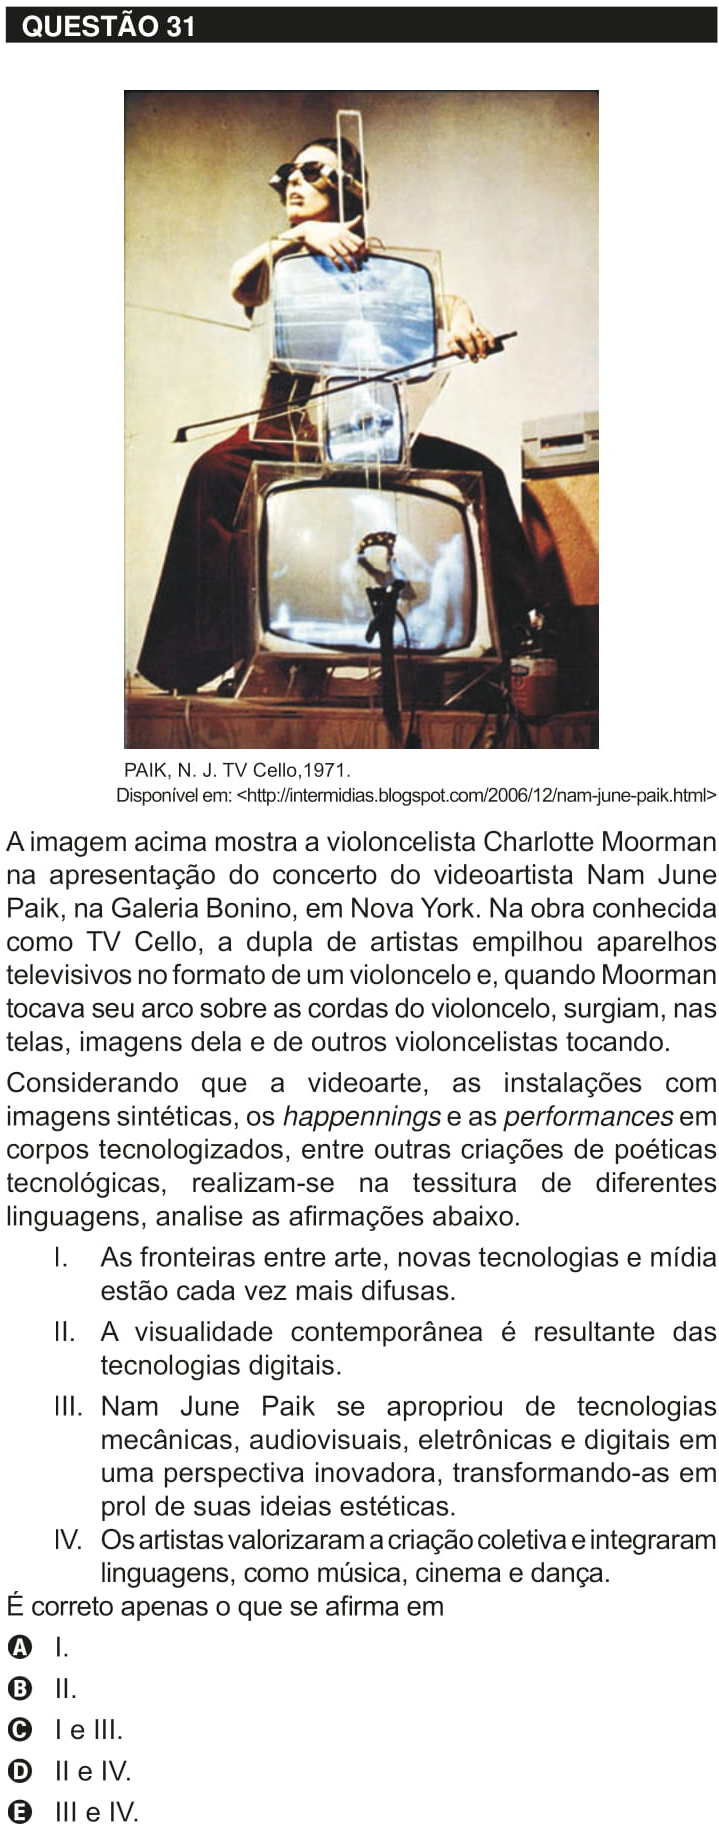 QUESTÃO 31
PAIK, N. J. TV Cello,1971.
Disponível em: <http://intermidias.blogspot.com/2006/12/nam-june-paik.html>
A imagem acima mostra a violoncelista Charlotte Moorman
na apresentação do concerto do videoartista Nam June
Paik, na Galeria Bonino, em Nova York. Na obra conhecida
como TV Cello, a dupla de artistas empilhou aparelhos
televisivos no formato de um violoncelo e, quando Moorman
tocava seu arco sobre as cordas do violoncelo, surgiam, nas
telas, imagens dela e de outros violoncelistas tocando.
Considerando que a videoarte, as instalações com
imagens sintéticas, os happennings e as performances em
corpos tecnologizados, entre outras criações de poéticas
tecnológicas, realizam-se na tessitura de diferentes
linguagens, analise as afirmações abaixo.
I. As fronteiras entre arte, novas tecnologias e mídia
estão cada vez mais difusas.
II. A visualidade contemporânea é resultante das
tecnologias digitais.
III. Nam June Paik se apropriou de tecnologias
mecânicas, audiovisuais, eletrônicas e digitais em
uma perspectiva inovadora, transformando-as em
prol de suas ideias estéticas.
IV. Os artistas valorizaram a criação coletiva e integraram
linguagens, como música, cinema e dança.
É correto apenas o que se afirma em
A I.
B II.
C I e III.
D II e IV.
E III e IV.